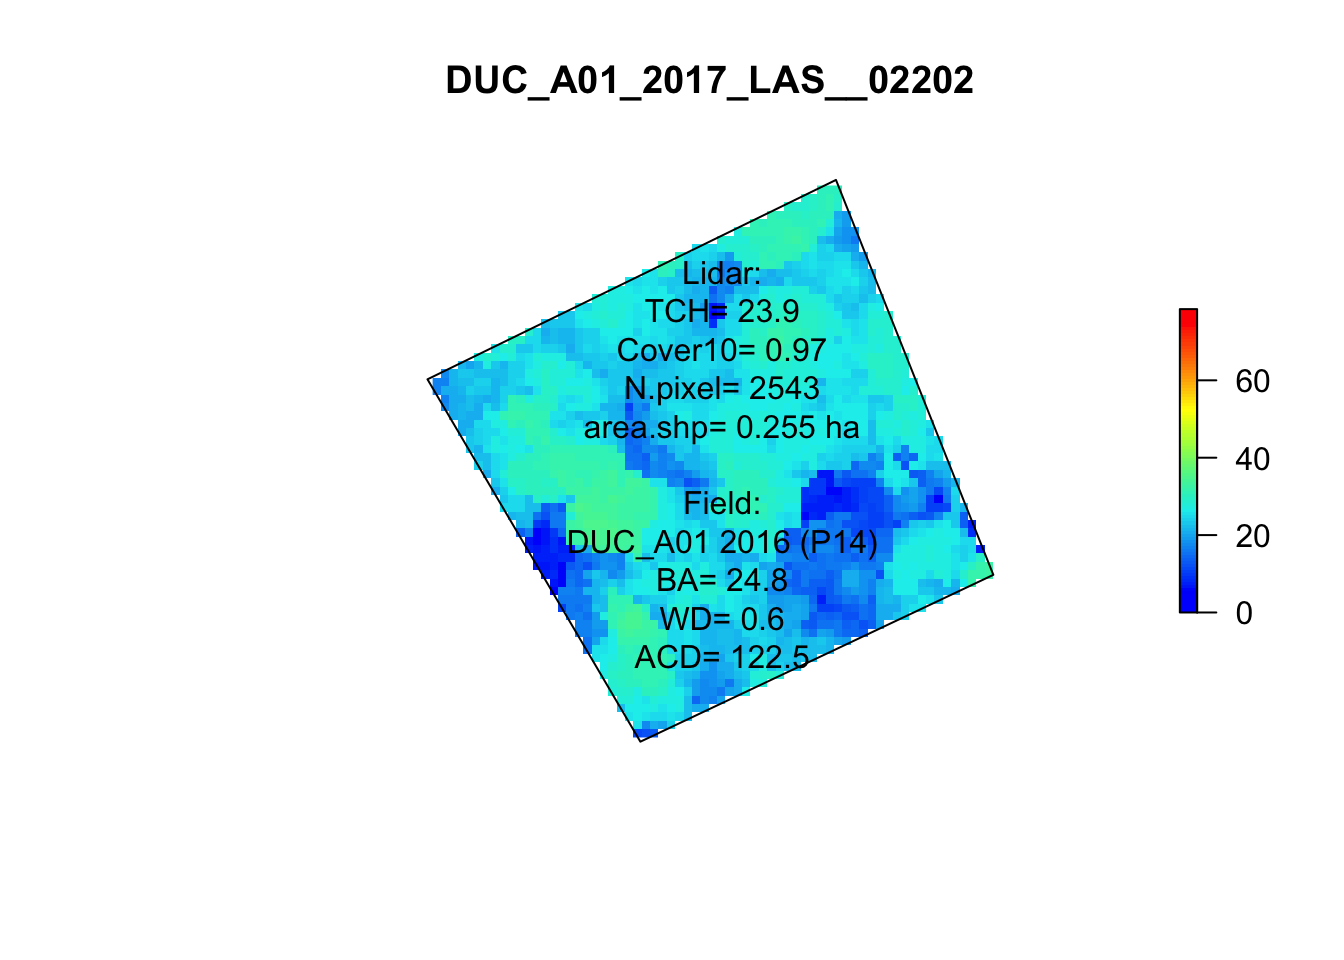 DUC_A01_2017_LAS__02202
Lidar:
TCH= 23.9
Cover10= 0.97
N.pixel= 2543
area.shp= 0.255 ha
Field:
DUC_A01 2016 (P14)
BA= 24.8
WD= 0.6
ACD= 122.5
60
40
20
0